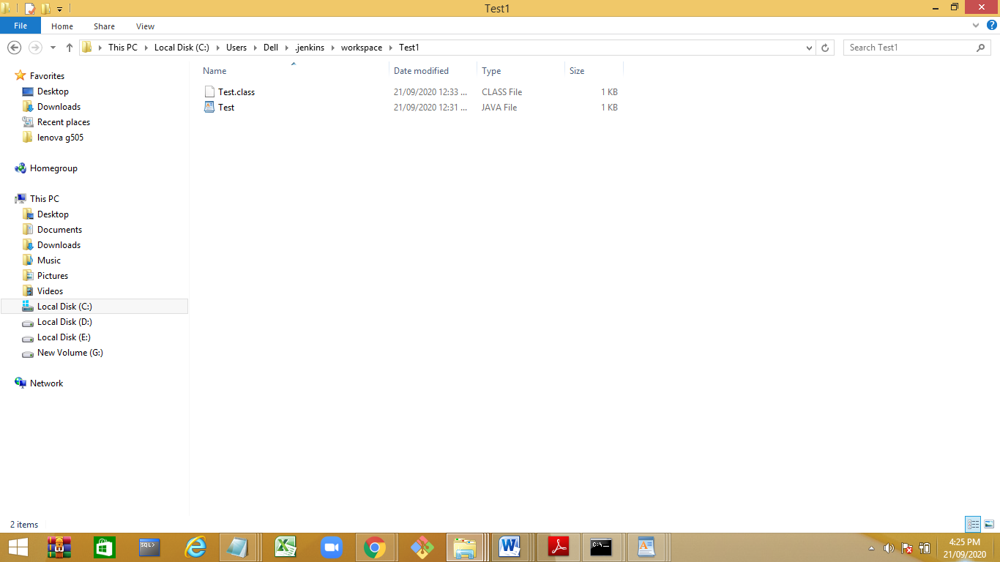 Test1
File Home Share View
This PC Local Disk (C:) Users Dell .jenkins workspace Test1 Search Test1
Name Date modified Type Size
Test.class 21/09/2020 12:33 ... CLASS File 1 KB
Test 21/09/2020 12:31 ... JAVA File 1 KB
Favorites
Desktop
Downloads
Recent places
lenova g505
Homegroup
This PC
Desktop
Documents
Downloads
Music
Pictures
Videos
Local Disk (C:)
Local Disk (D:)
Local Disk (E:)
New Volume (G:)
Network
2 items
SQL>
C:\_
4:25 PM
21/09/2020